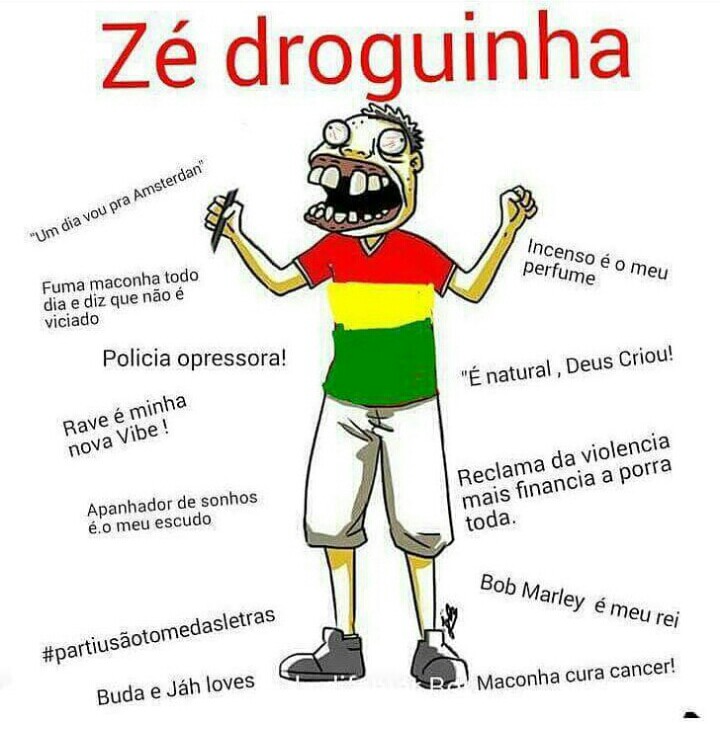 Zé droguinha
"Um dia vou pra Amsterdan"
Incenso é o meu
perfume
Fuma maconha todo
dia e diz que não é
viciado
Policia opressora!
"É natural , Deus Criou!
Rave é minha
nova Vibe !
Reclama da violencia
mais financia a porra
toda.
Apanhador de sonhos
é.o meu escudo
Bob Marley é meu rei
#partiusãotomedasletras
Buda e Jáh loves
Maconha cura cancer!